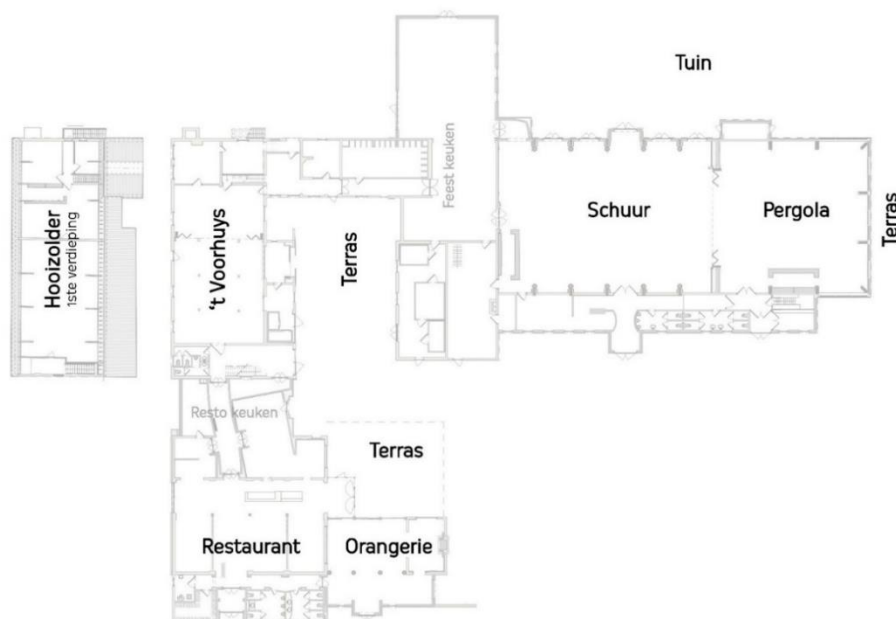 Tuin
Hooizolder
1ste verdieping
't Voorhuys
Terras
Feest keuken
Schuur
Pergola
Terras
Resto keuken
Terras
Restaurant
Orangerie